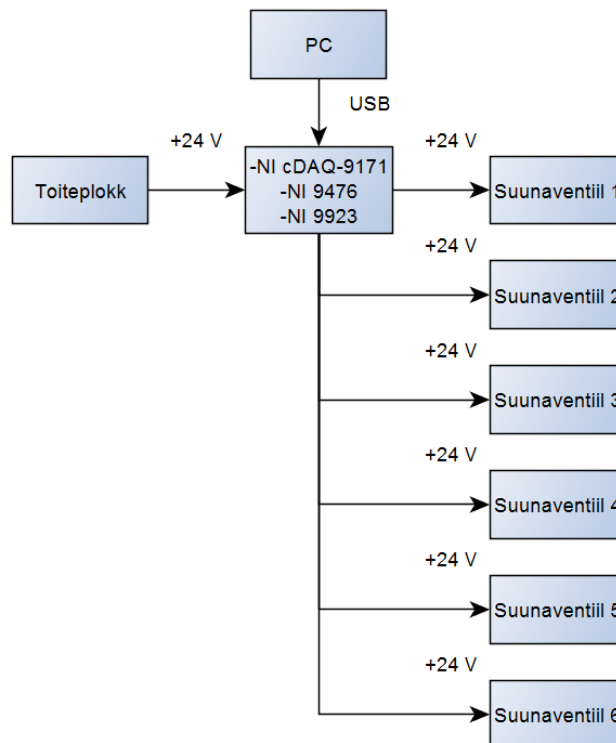 PC
USB
+24 V
+24 V
Toiteplokk
-NI cDAQ-9171
-NI 9476
-NI 9923
Suunaventiil 1
+24 V
Suunaventiil 2
+24 V
Suunaventiil 3
+24 V
Suunaventiil 4
+24 V
Suunaventiil 5
+24 V
Suunaventiil 6